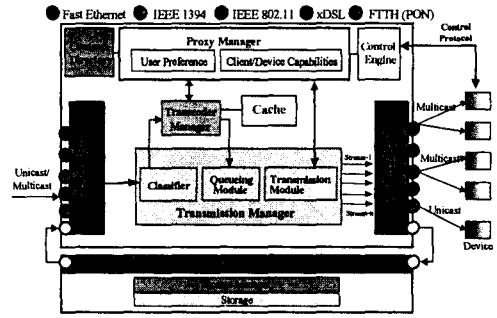 Fast Ethernet IEEE 1394 IEEE 802.11 xDSL FTTH (PON)
Proxy Manager
User Preference
Client/Device Capabilities
Control
Engine
Control
Protocol
Transcoder
Manager
Cache
Multicast
Unicast/
Multicast
Classifier
Queueing
Module
Transmission
Module
Transmission Manager
Stream-1
Stream-n
Multicast
Unicast
Device
Storage